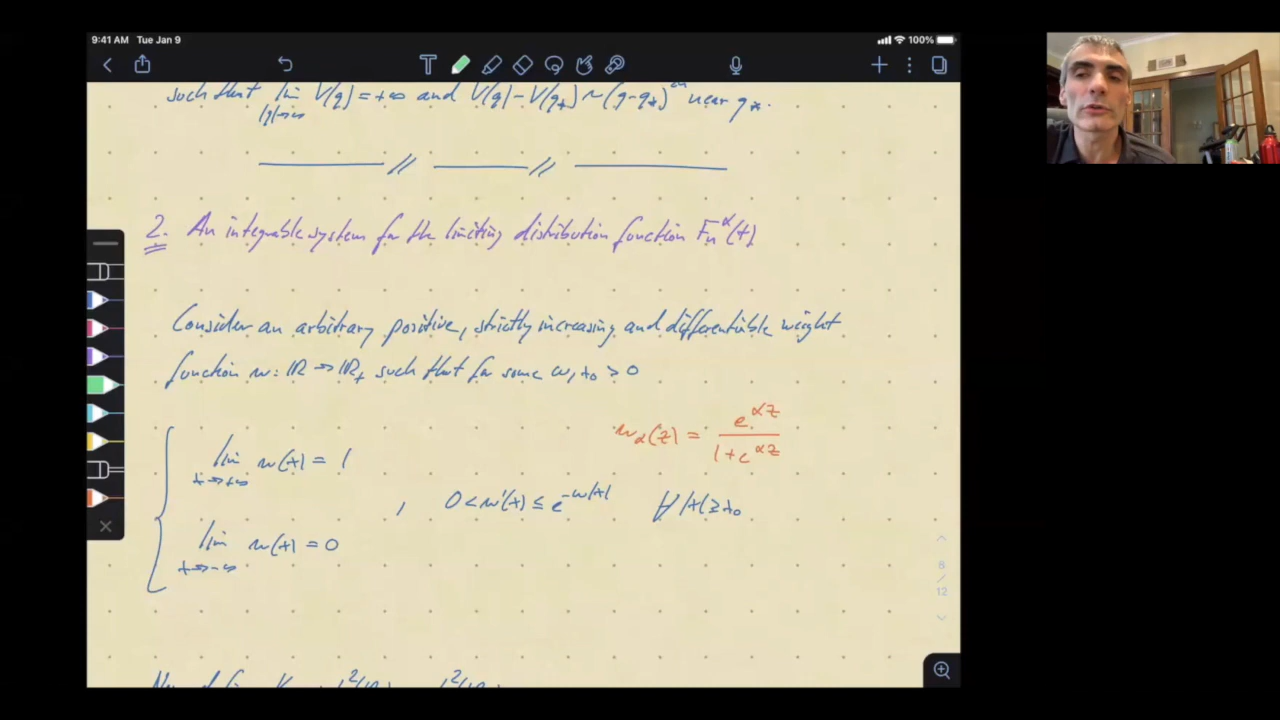 9:41 AM Tue Jan 9
100%
such that lim V(q) = +∞ and V(q) - V(q*) ~ (q-q*)^m near q*.
|q|→∞
2. An integrable system for the limiting distribution function F_n^α(t)
Consider an arbitrary positive, strictly increasing and differentiable weight
function w: ℝ → ℝ₊ such that for some ω, t₀ > 0
w_α(z) = e^{αz} / (1+e^{αz})
lim w(t) = 1
t→+∞
, 0 < w'(t) ≤ e^{-ω|t|} ∀ |t| ≥ t₀
lim w(t) = 0
t→-∞
8
/
12